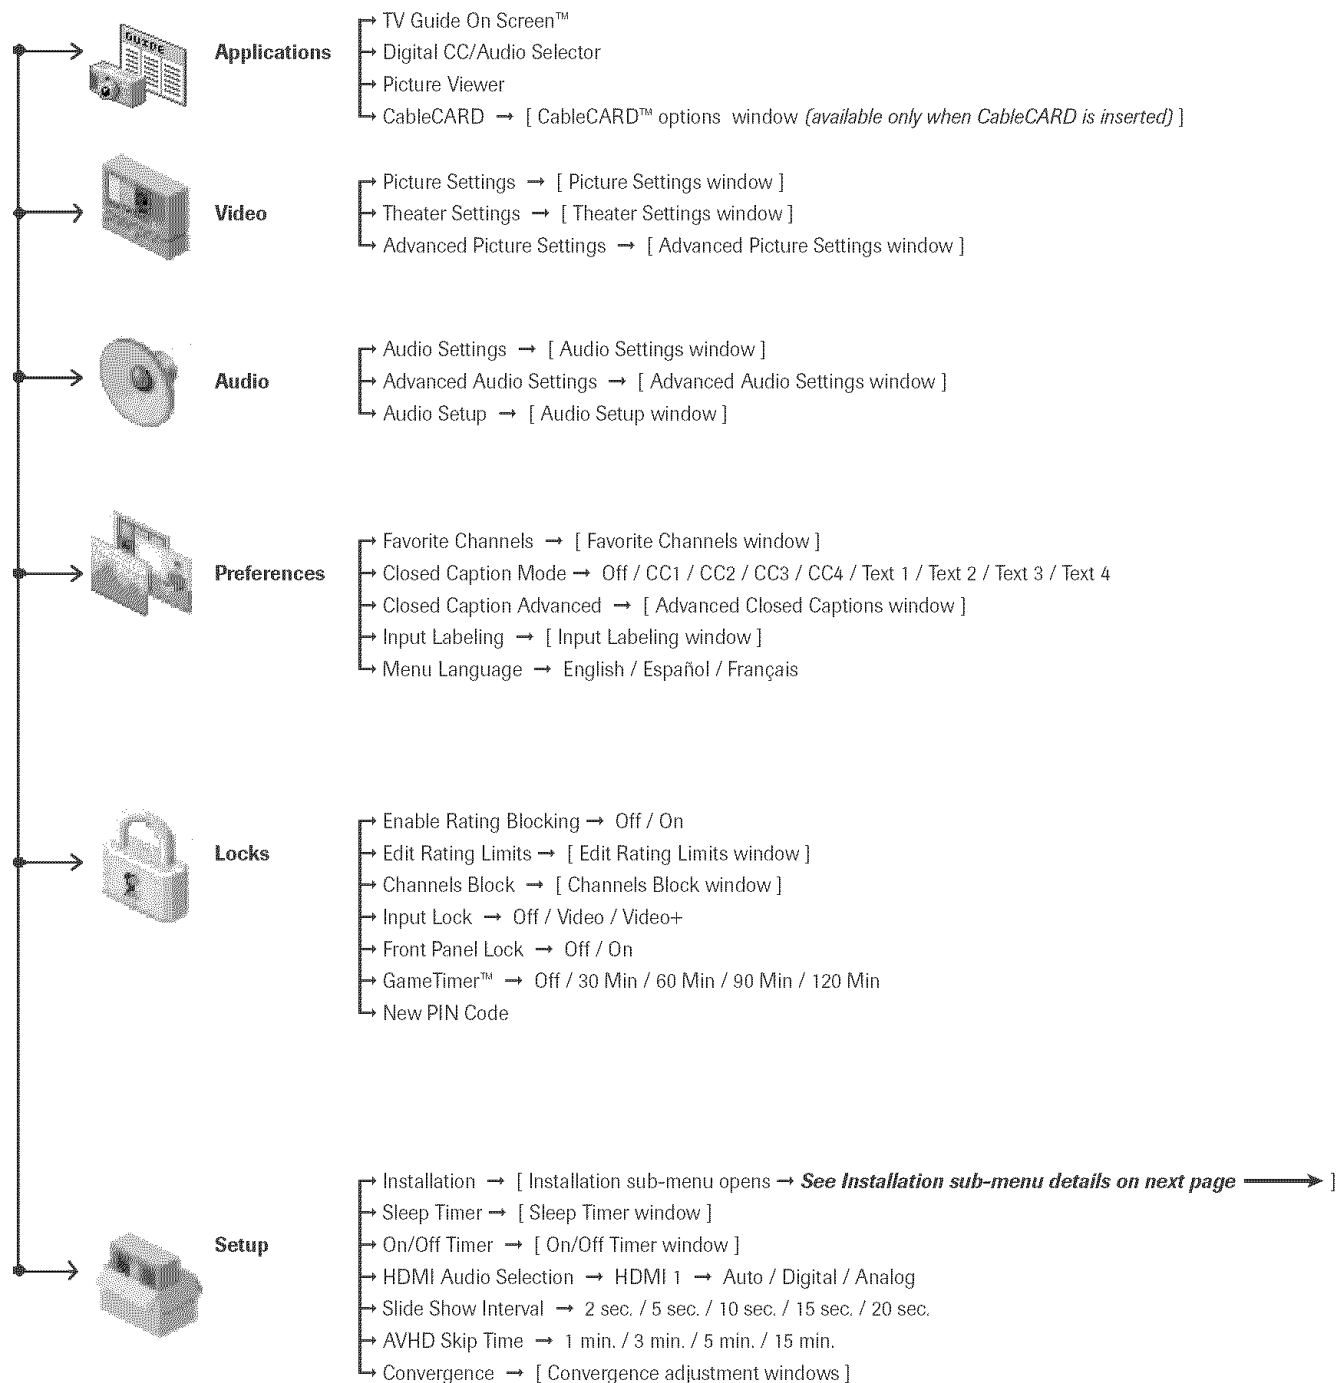 GUIDE
Applications
TV Guide On Screen™
Digital CC/Audio Selector
Picture Viewer
CableCARD → [ CableCARD™ options window (available only when CableCARD is inserted) ]
Video
Picture Settings → [ Picture Settings window ]
Theater Settings → [ Theater Settings window ]
Advanced Picture Settings → [ Advanced Picture Settings window ]
Audio
Audio Settings → [ Audio Settings window ]
Advanced Audio Settings → [ Advanced Audio Settings window ]
Audio Setup → [ Audio Setup window ]
Preferences
Favorite Channels → [ Favorite Channels window ]
Closed Caption Mode → Off / CC1 / CC2 / CC3 / CC4 / Text 1 / Text 2 / Text 3 / Text 4
Closed Caption Advanced → [ Advanced Closed Captions window ]
Input Labeling → [ Input Labeling window ]
Menu Language → English / Español / Français
Locks
Enable Rating Blocking → Off / On
Edit Rating Limits → [ Edit Rating Limits window ]
Channels Block → [ Channels Block window ]
Input Lock → Off / Video / Video+
Front Panel Lock → Off / On
GameTimer™ → Off / 30 Min / 60 Min / 90 Min / 120 Min
New PIN Code
Setup
Installation → [ Installation sub-menu opens → See Installation sub-menu details on next page → ]
Sleep Timer → [ Sleep Timer window ]
On/Off Timer → [ On/Off Timer window ]
HDMI Audio Selection → HDMI 1 → Auto / Digital / Analog
Slide Show Interval → 2 sec. / 5 sec. / 10 sec. / 15 sec. / 20 sec.
AVHD Skip Time → 1 min. / 3 min. / 5 min. / 15 min.
Convergence → [ Convergence adjustment windows ]